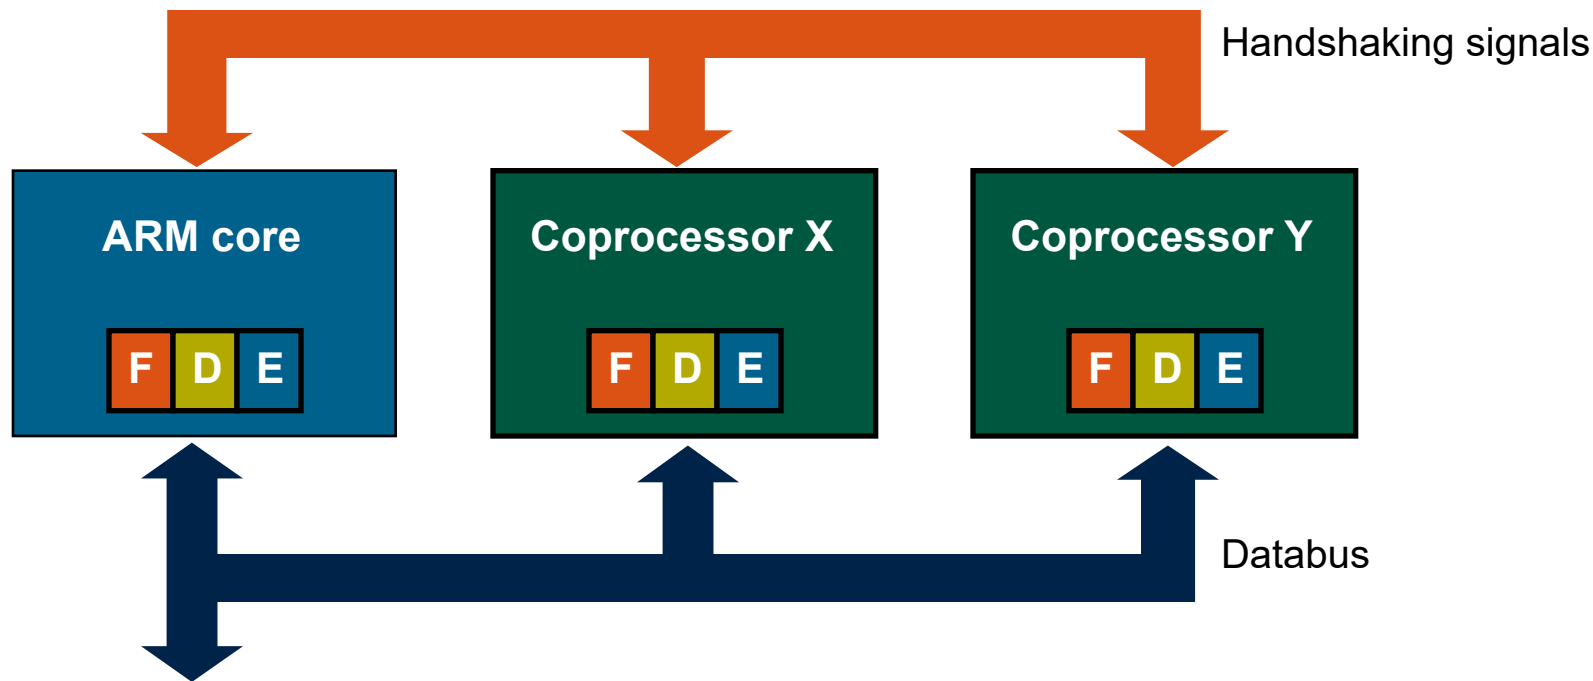 Handshaking signals
ARM core
Coprocessor X
Coprocessor Y
F D E
F D E
F D E
Databus